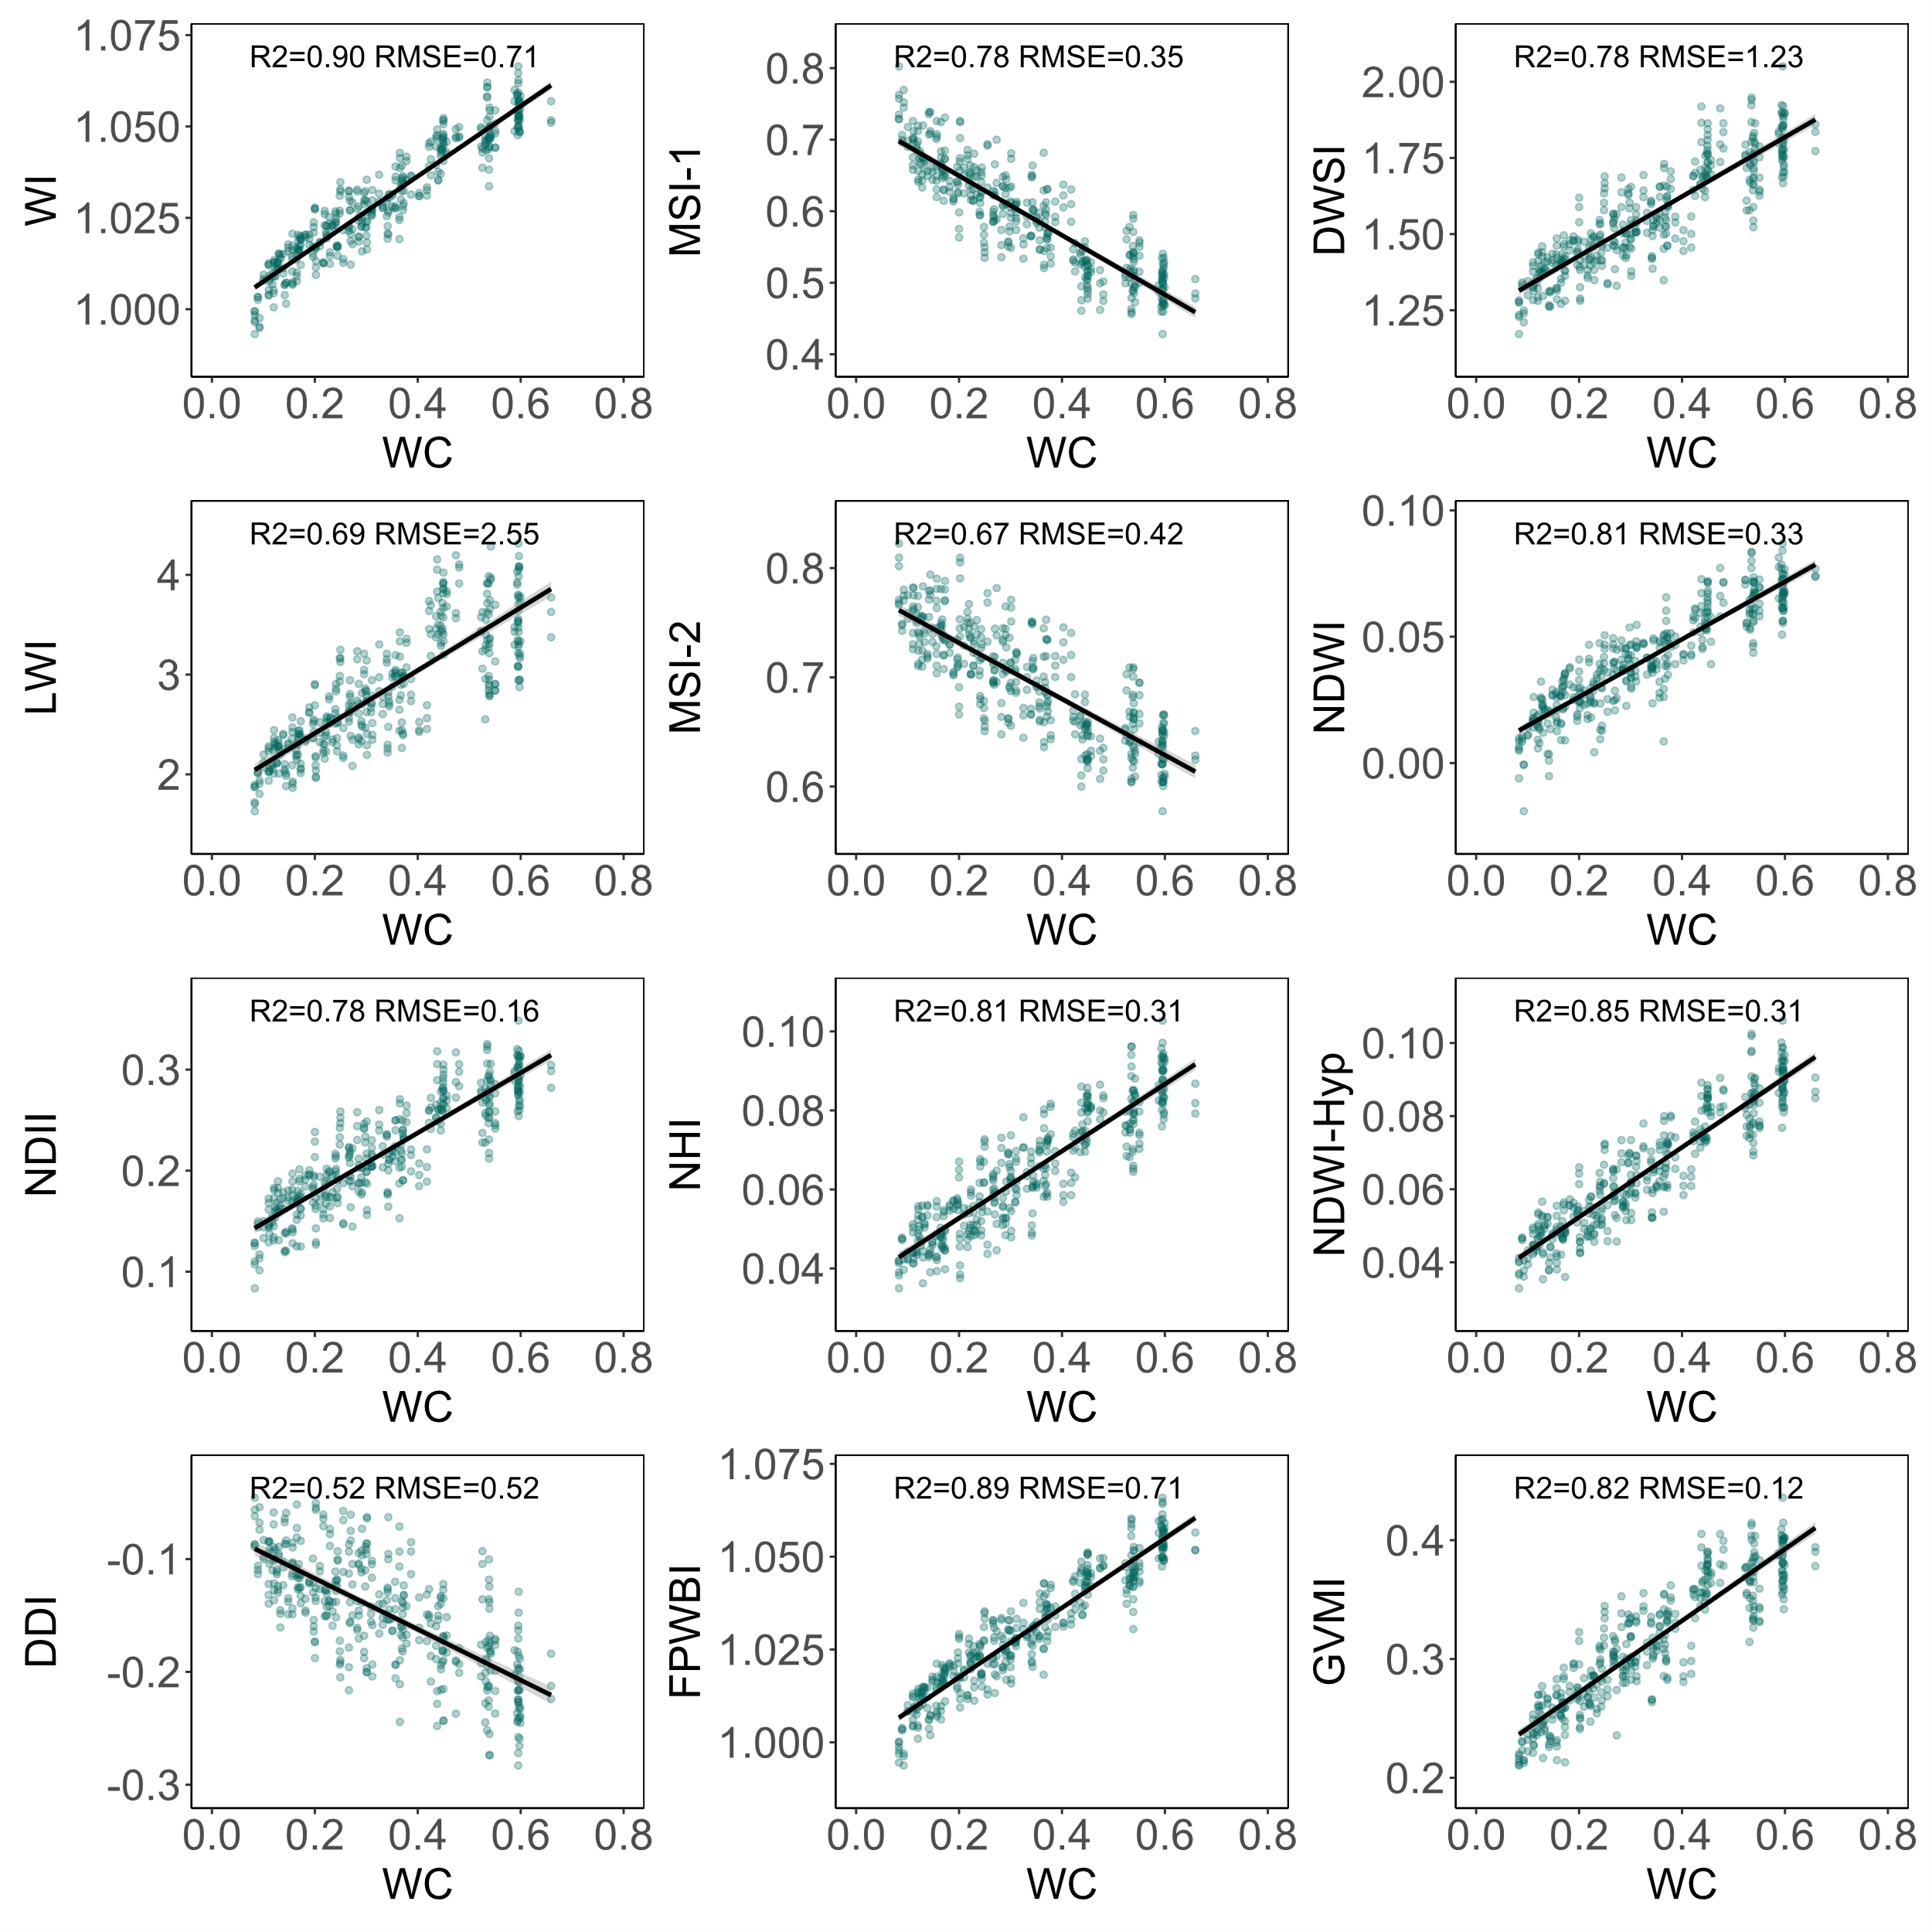 R2=0.90 RMSE=0.71
WI
1.075
1.050
1.025
1.000
0.0 0.2 0.4 0.6 0.8
WC
R2=0.78 RMSE=0.35
MSI-1
0.8
0.7
0.6
0.5
0.4
0.0 0.2 0.4 0.6 0.8
WC
R2=0.78 RMSE=1.23
DWSI
2.00
1.75
1.50
1.25
0.0 0.2 0.4 0.6 0.8
WC
R2=0.69 RMSE=2.55
LWI
4
3
2
0.0 0.2 0.4 0.6 0.8
WC
R2=0.67 RMSE=0.42
MSI-2
0.8
0.7
0.6
0.0 0.2 0.4 0.6 0.8
WC
R2=0.81 RMSE=0.33
NDWI
0.10
0.05
0.00
0.0 0.2 0.4 0.6 0.8
WC
R2=0.78 RMSE=0.16
NDII
0.3
0.2
0.1
0.0 0.2 0.4 0.6 0.8
WC
R2=0.81 RMSE=0.31
NHI
0.10
0.08
0.06
0.04
0.0 0.2 0.4 0.6 0.8
WC
R2=0.85 RMSE=0.31
NDWI-Hyp
0.10
0.08
0.06
0.04
0.0 0.2 0.4 0.6 0.8
WC
R2=0.52 RMSE=0.52
DDI
-0.1
-0.2
-0.3
0.0 0.2 0.4 0.6 0.8
WC
R2=0.89 RMSE=0.71
FPWBI
1.075
1.050
1.025
1.000
0.0 0.2 0.4 0.6 0.8
WC
R2=0.82 RMSE=0.12
GVMII
0.4
0.3
0.2
0.0 0.2 0.4 0.6 0.8
WC